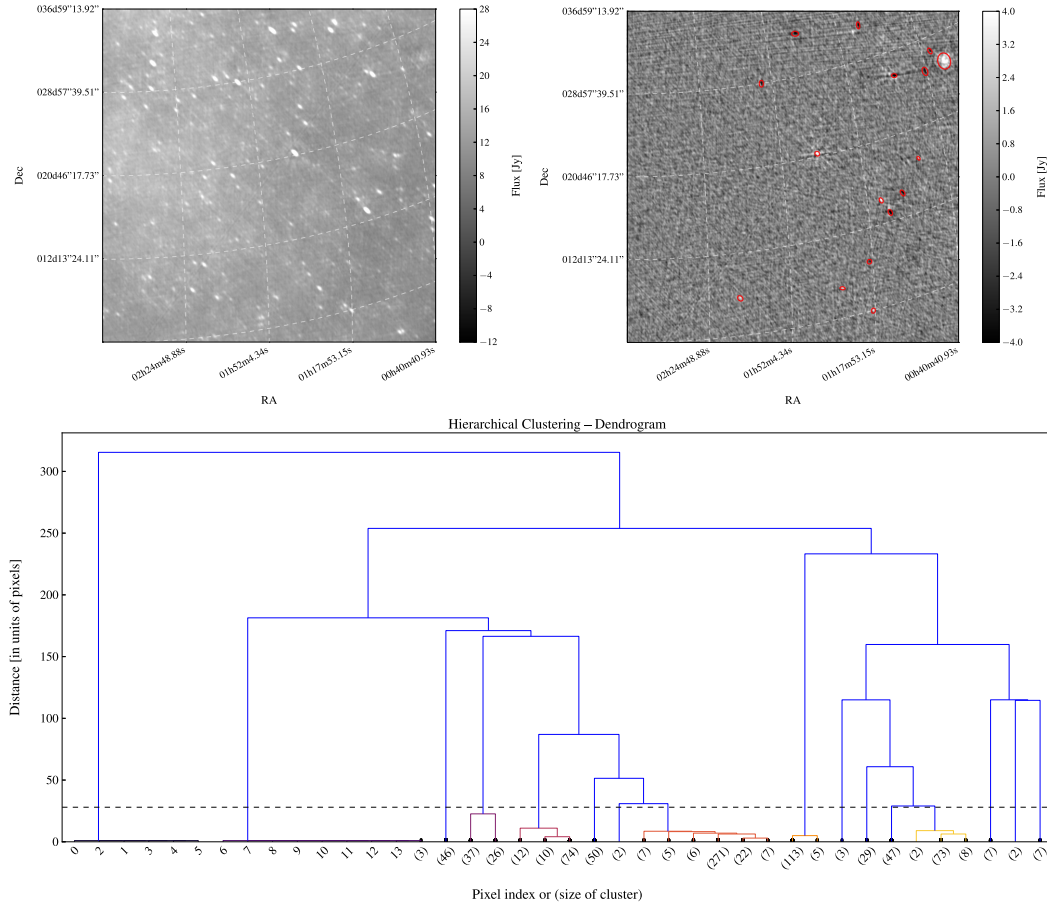 036d59'13.92"
028d57'39.51"
020d46'17.73"
012d13'24.11"
Dec
02h24m48.88s
01h52m4.34s
01h17m53.15s
00h40m40.93s
RA
28
24
20
16
12
8
4
0
−4
−8
−12
Flux [Jy]
036d59'13.92"
028d57'39.51"
020d46'17.73"
012d13'24.11"
Dec
02h24m48.88s
01h52m4.34s
01h17m53.15s
00h40m40.93s
RA
4.0
3.2
2.4
1.6
0.8
0.0
−0.8
−1.6
−2.4
−3.2
−4.0
Flux [Jy]
Hierarchical Clustering – Dendrogram
300
250
200
150
100
50
0
Distance [in units of pixels]
0 2 1 3 4 5 6 7 8 9 10 11 12 13 (3) (46) (37) (26) (12) (10) (74) (50) (2) (7) (5) (6) (271) (22) (7) (113) (5) (3) (29) (47) (2) (73) (8) (7) (2) (7)
Pixel index or (size of cluster)